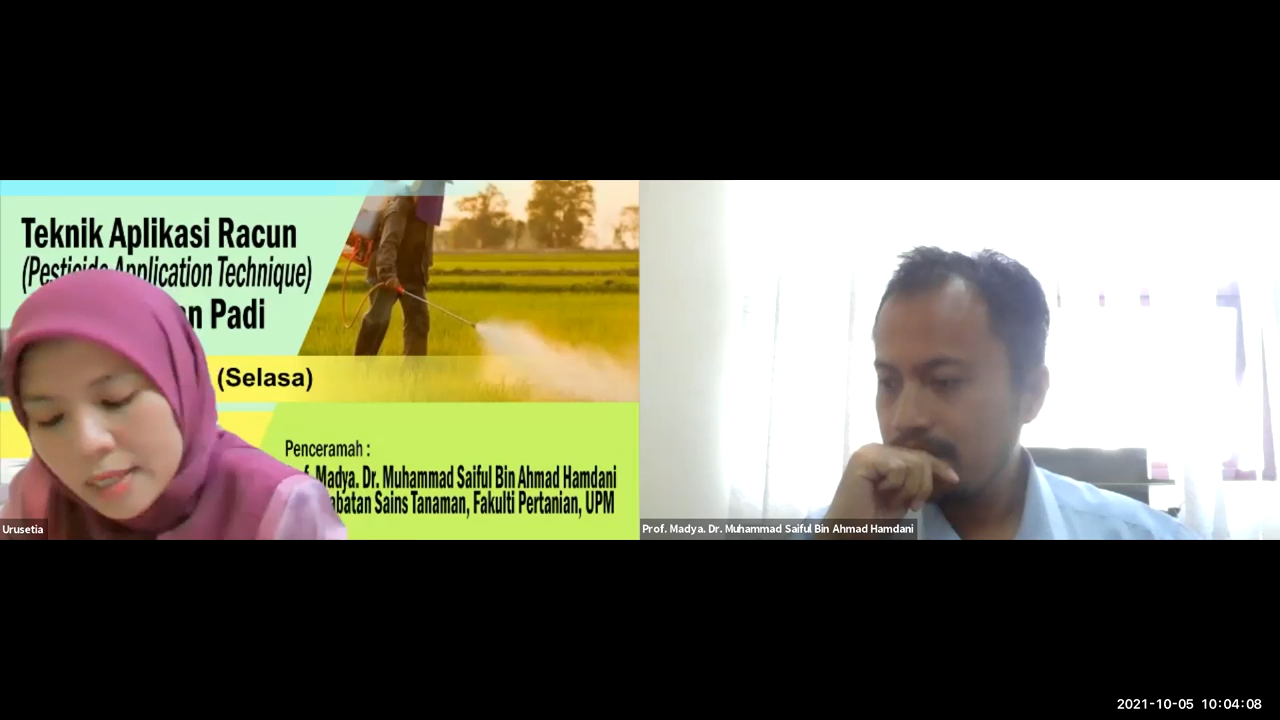 Teknik Aplikasi Racun
(Pesticide Application Technique)
Padi
(Selasa)
Penceramah :
Madya. Dr. Muhammad Saiful Bin Ahmad Hamdani
Sains Tanaman, Fakulti Pertanian, UPM
Urusetia
Prof. Madya. Dr. Muhammad Saiful Bin Ahmad Hamdani
2021-10-05 10:04:08